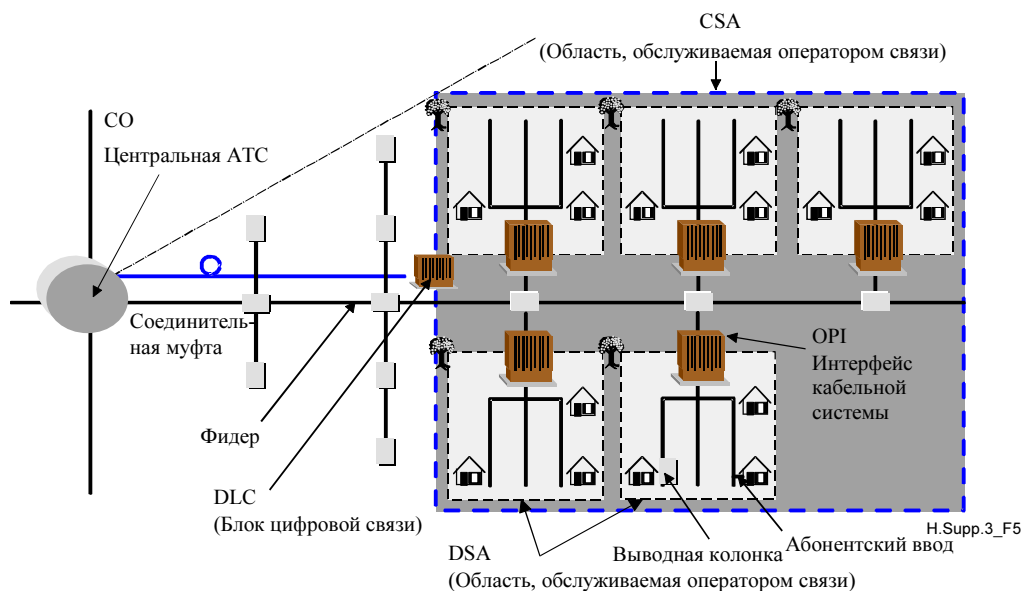 CSA
(Область, обслуживаемая оператором связи)
CO
Центральная АТС
Соединитель-
ная муфта
OPI
Интерфейс
кабельной
системы
Фидер
DLC
(Блок цифровой связи)
H.Supp.3_F5
DSA
Выводная колонка
Абонентский ввод
(Область, обслуживаемая оператором связи)